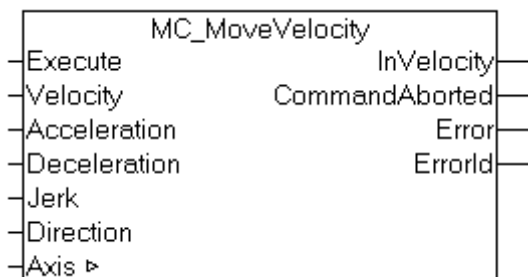 MC_MoveVelocity
Execute InVelocity
Velocity CommandAborted
Acceleration Error
Deceleration ErrorId
Jerk
Direction
Axis